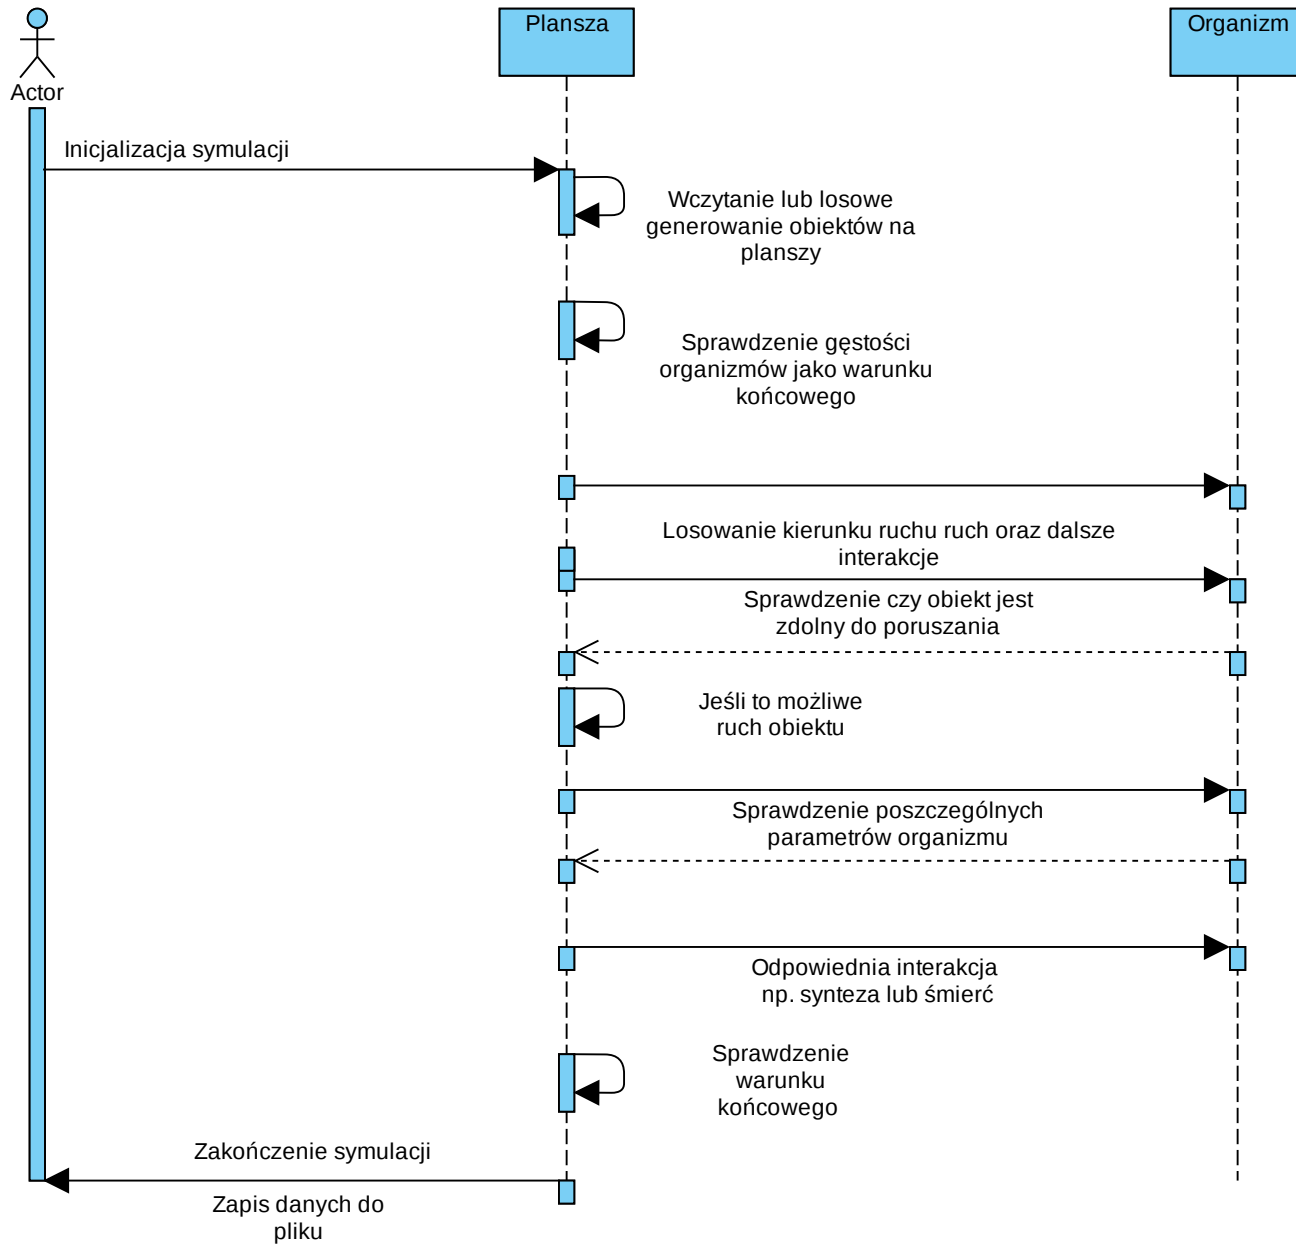 Plansza
Organizm
Actor
Inicjalizacja symulacji
Wczytanie lub losowe
generowanie obiektów na
planszy
Sprawdzenie gęstości
organizmów jako warunku
końcowego
Losowanie kierunku ruchu ruch oraz dalsze
interakcje
Sprawdzenie czy obiekt jest
zdolny do poruszania
Jeśli to możliwe
ruch obiektu
Sprawdzenie poszczególnych
parametrów organizmu
Odpowiednia interakcja
np. synteza lub śmierć
Sprawdzenie
warunku
końcowego
Zakończenie symulacji
Zapis danych do
pliku